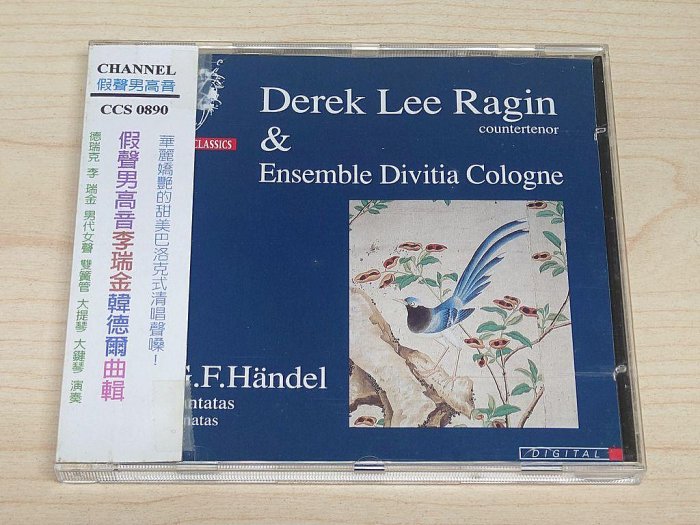 CHANNEL
假聲男高音
CCS 0890
華麗嬌艷的甜美巴洛克式清唱聲嗓！
假聲男高音李瑞金韓德爾曲輯
德瑞克 李 瑞金 男代女聲 雙簧管 大提琴 大鍵琴 演奏
CLASSICS
Derek Lee Ragin
countertenor
&
Ensemble Divitia Cologne
G.F.Händel
antatas
natas
DIGITAL